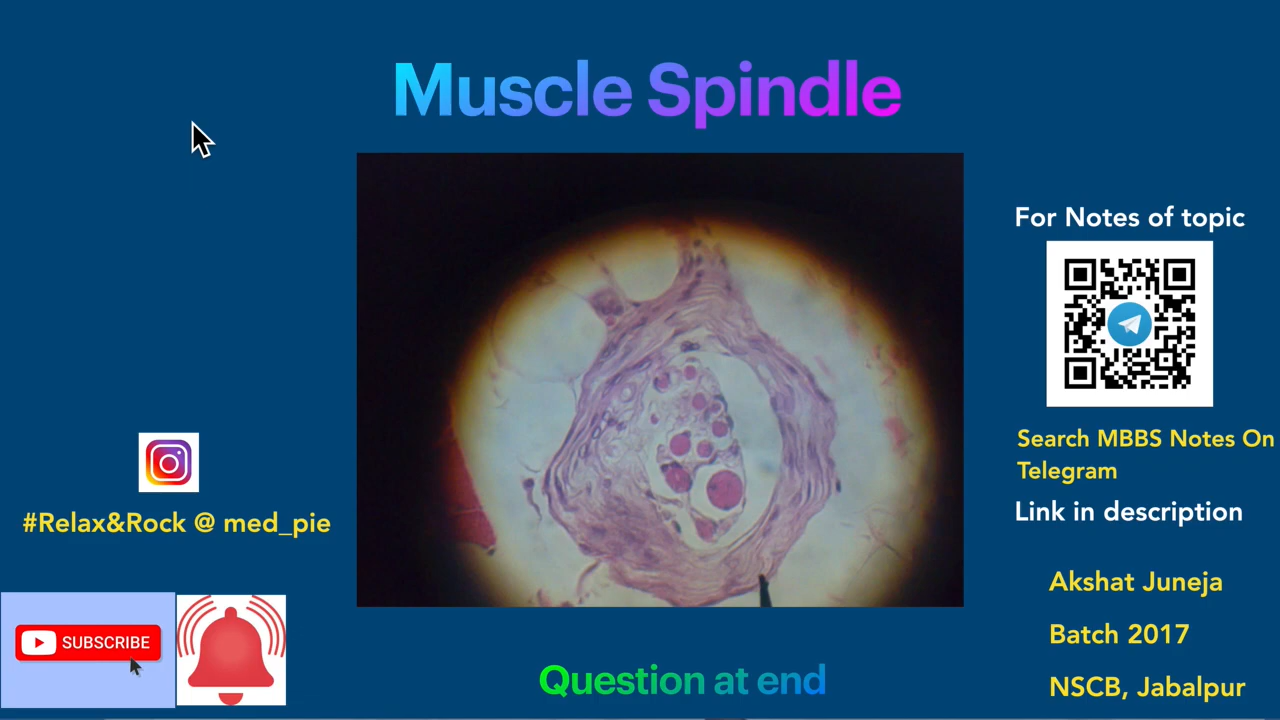 Muscle Spindle
For Notes of topic
Search MBBS Notes On
Telegram
Link in description
#Relax&Rock @ med_pie
SUBSCRIBE
Akshat Juneja
Batch 2017
NSCB, Jabalpur
Question at end